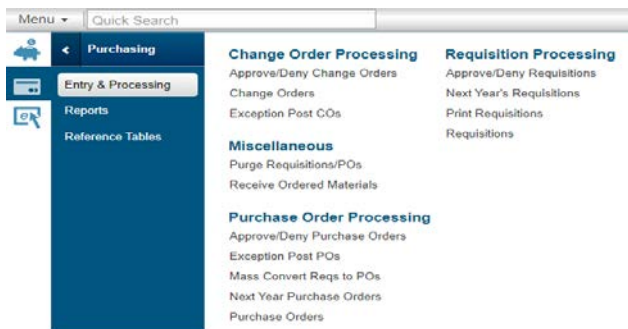 Menu
Quick Search
Purchasing
Entry & Processing
Reports
Reference Tables
Change Order Processing
Approve/Deny Change Orders
Change Orders
Exception Post COs
Miscellaneous
Purge Requisitions/POs
Receive Ordered Materials
Purchase Order Processing
Approve/Deny Purchase Orders
Exception Post POs
Mass Convert Reqs to POs
Next Year Purchase Orders
Purchase Orders
Requisition Processing
Approve/Deny Requisitions
Next Year's Requisitions
Print Requisitions
Requisitions